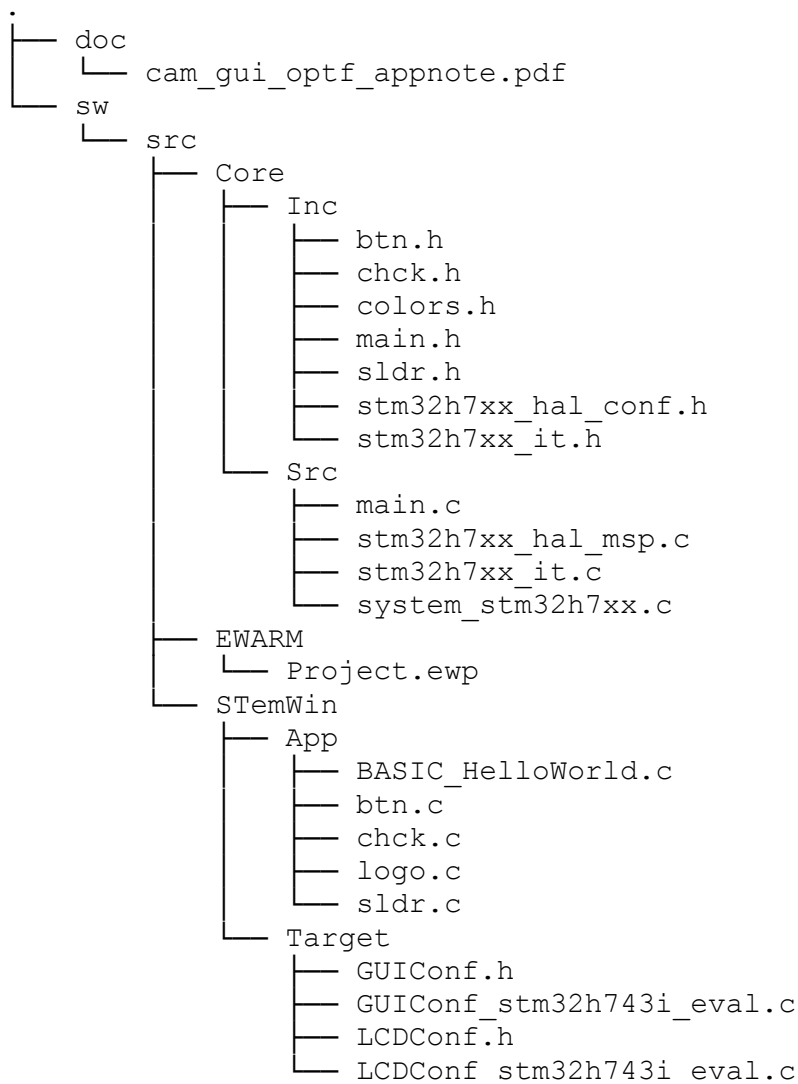 .
├── doc
│   └── cam_gui_optf_appnote.pdf
└── sw
    └── src
        ├── Core
        │   ├── Inc
        │   │   ├── btn.h
        │   │   ├── chck.h
        │   │   ├── colors.h
        │   │   ├── main.h
        │   │   ├── sldr.h
        │   │   ├── stm32h7xx_hal_conf.h
        │   │   └── stm32h7xx_it.h
        │   └── Src
        │       ├── main.c
        │       ├── stm32h7xx_hal_msp.c
        │       ├── stm32h7xx_it.c
        │       └── system_stm32h7xx.c
        ├── EWARM
        │   └── Project.ewp
        └── STemWin
            ├── App
            │   ├── BASIC_HelloWorld.c
            │   ├── btn.c
            │   ├── chck.c
            │   ├── logo.c
            │   └── sldr.c
            └── Target
                ├── GUIConf.h
                ├── GUIConf_stm32h743i_eval.c
                ├── LCDConf.h
                └── LCDConf_stm32h743i_eval.c